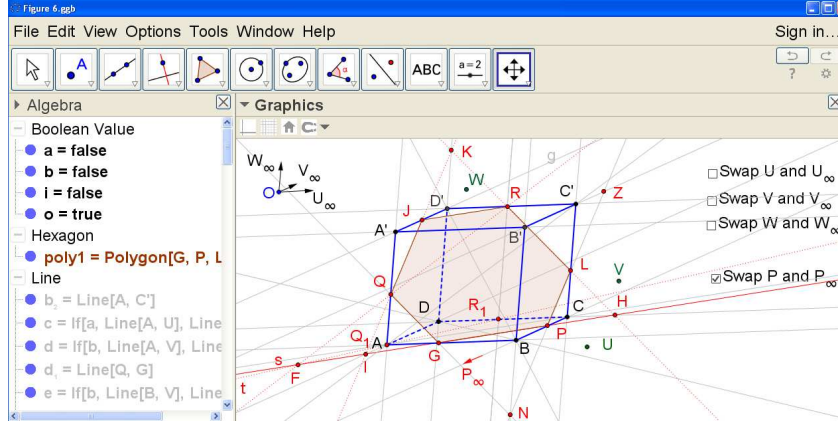 Figure 6.ggb
File Edit View Options Tools Window Help
Sign in...
A
α
ABC
a=2
?
Algebra
Graphics
Boolean Value
a = false
b = false
i = false
o = true
Hexagon
poly1 = Polygon[G, P, L
Line
c = If[a, Line[A, U], Line
d = If[b, Line[A, V], Line
d₁ = Line[Q, G]
e = If[b, Line[B, V], Line
W∞
V∞
O
U∞
K
g
W
D'
R
C'
Z
J
A'
B'
Swap U and U∞
Swap V and V∞
Swap W and W∞
Swap P and P∞
L
V
Q
D
R₁
C
H
Q₁
A
P
s
G
B
U
F
I
P∞
t
N